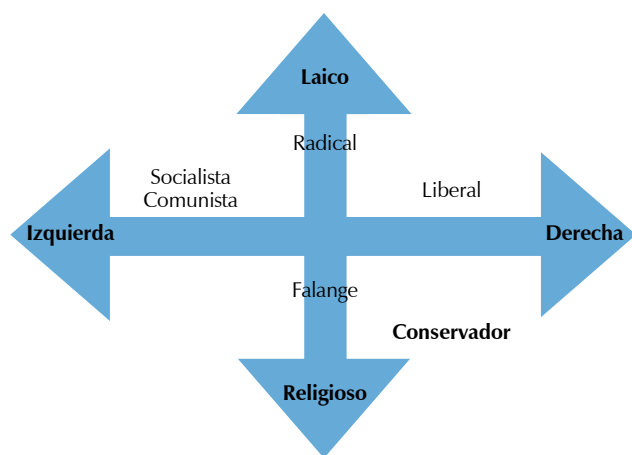 Laico
Radical
Socialista
Comunista
Liberal
Izquierda
Derecha
Falange
Conservador
Religioso